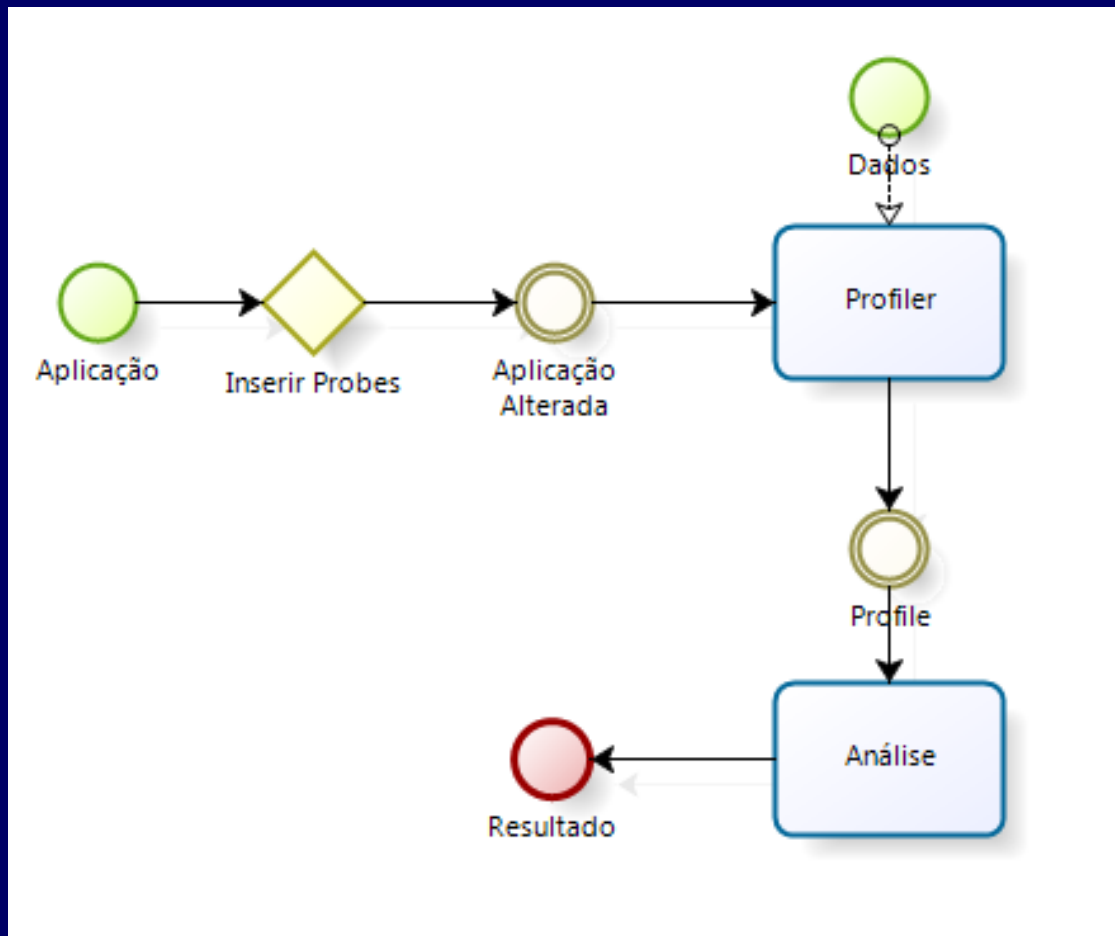 Dados
Profiler
Aplicação
Inserir Probes
Aplicação
Alterada
Profile
Análise
Resultado